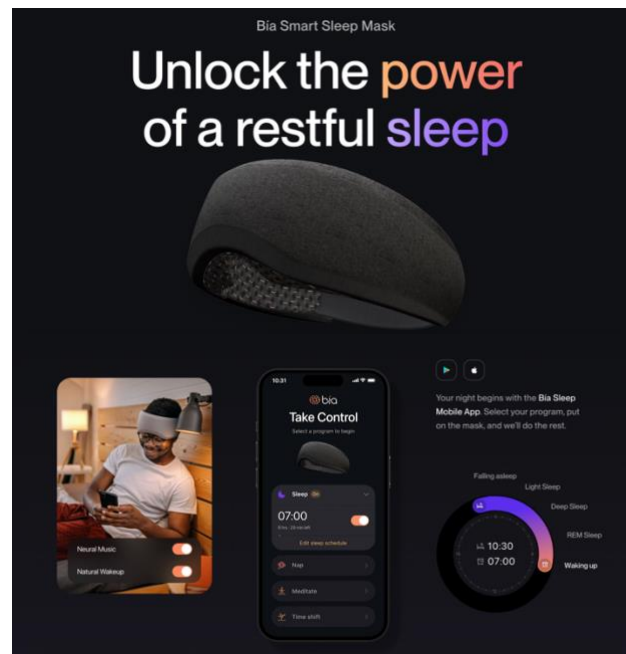 Bía Smart Sleep Mask
Unlock the power
of a restful sleep
Neural Music
Natural Wakeup
10:31
bía
Take Control
Select a program to begin
Sleep
07:00
Edit sleep schedule
Nap
Meditate
Time shift
Your night begins with the Bía Sleep
Mobile App. Select your program, put
on the mask, and we'll do the rest.
Falling asleep
Light Sleep
Deep Sleep
REM Sleep
Waking up
10:30
07:00